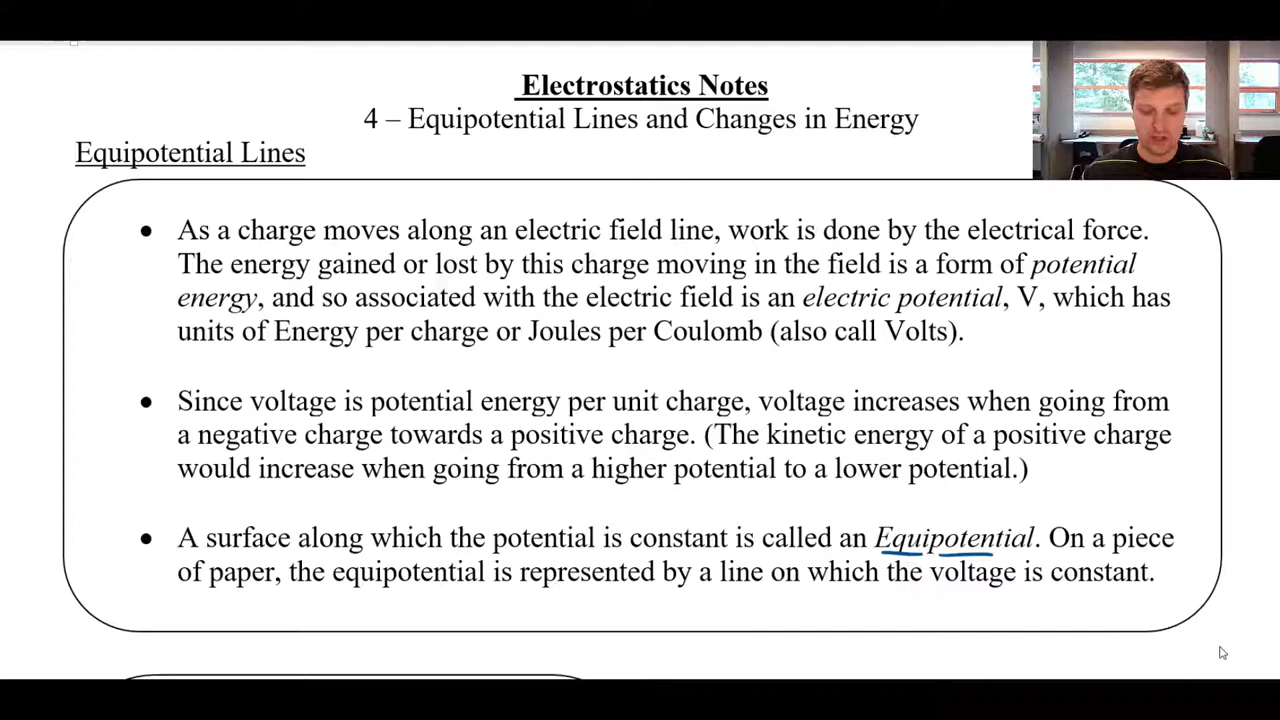 Electrostatics Notes
4 – Equipotential Lines and Changes in Energy
Equipotential Lines
• As a charge moves along an electric field line, work is done by the electrical force.
The energy gained or lost by this charge moving in the field is a form of potential
energy, and so associated with the electric field is an electric potential, V, which has
units of Energy per charge or Joules per Coulomb (also call Volts).
• Since voltage is potential energy per unit charge, voltage increases when going from
a negative charge towards a positive charge. (The kinetic energy of a positive charge
would increase when going from a higher potential to a lower potential.)
• A surface along which the potential is constant is called an Equipotential. On a piece
of paper, the equipotential is represented by a line on which the voltage is constant.